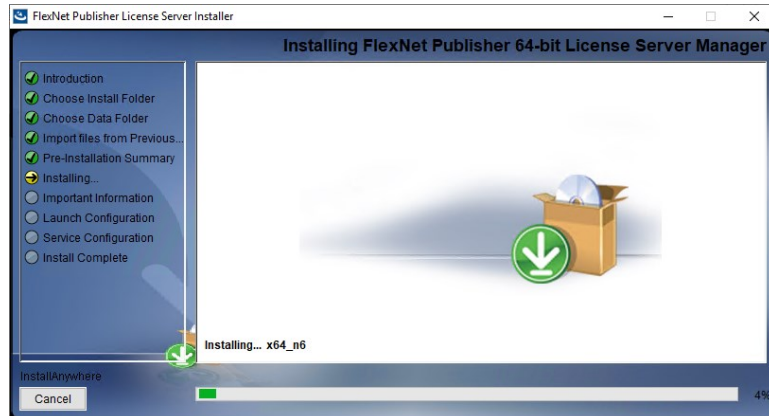 FlexNet Publisher License Server Installer
Installing FlexNet Publisher 64-bit License Server Manager
Introduction
Choose Install Folder
Choose Data Folder
Import files from Previous...
Pre-Installation Summary
Installing...
Important Information
Launch Configuration
Service Configuration
Install Complete
Installing... x64_n6
InstallAnywhere
Cancel
4%